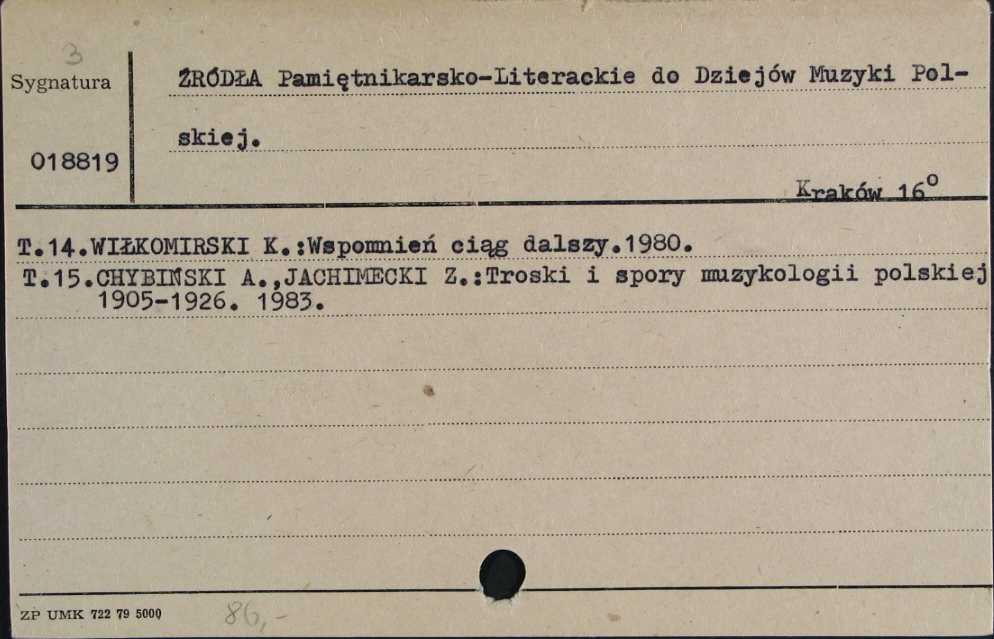 3
Sygnatura
ŹRÓDŁA Pamiętnikarsko-Literackie do Dziejów Muzyki Pol-
skiej.
018819
Kraków 16°
T.14.WIŁKOMIRSKI K.:Wspomnień ciąg dalszy.1980.
T.15.CHYBIŃSKI A.,JACHIMECKI Z.:Troski i spory muzykologii polskiej
1905-1926. 1983.
ZP UMK 722 79 5000
86,-